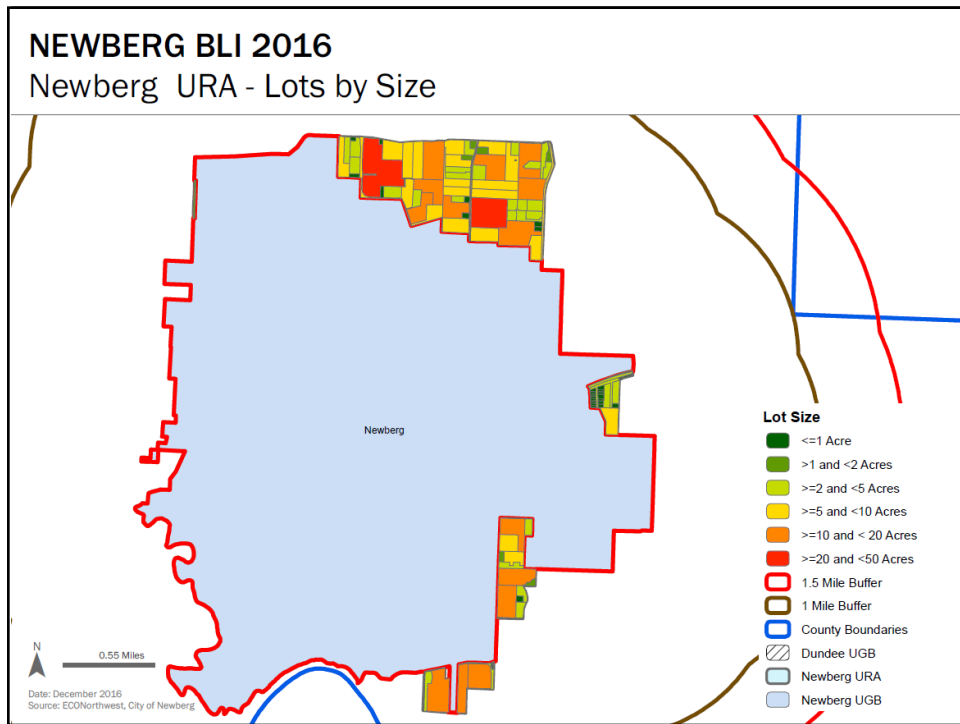 NEWBERG BLI 2016
Newberg URA - Lots by Size
Newberg
Lot Size
<=1 Acre
>1 and <2 Acres
>=2 and <5 Acres
>=5 and <10 Acres
>=10 and < 20 Acres
>=20 and <50 Acres
1.5 Mile Buffer
1 Mile Buffer
County Boundaries
Dundee UGB
Newberg URA
Newberg UGB
N
0.55 Miles
Date: December 2016
Source: ECONorthwest, City of Newberg